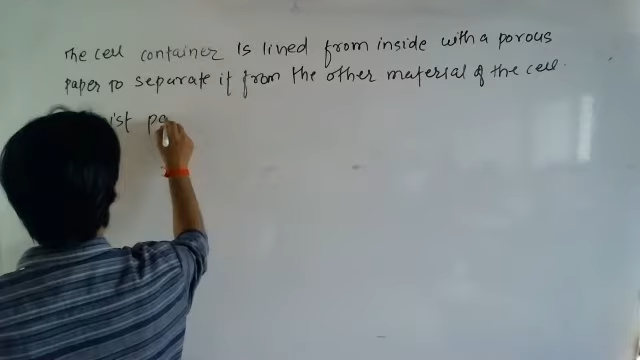 The cell container is lined from inside with a porous
paper to separate it from the other material of the cell.